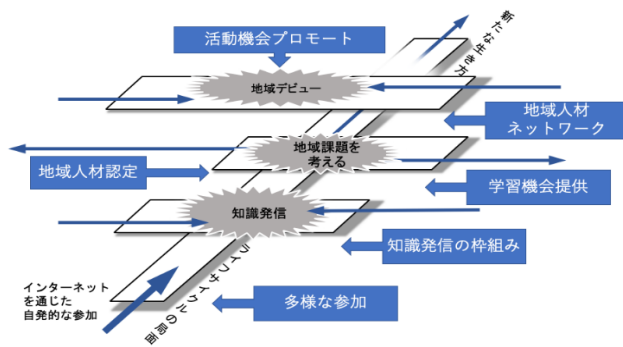 新たな生き方
活動機会プロモート
地域デビュー
地域人材
ネットワーク
地域課題を
考える
地域人材認定
学習機会提供
知識発信
知識発信の枠組み
インターネット
を通じた
自発的な参加
ライフサイクルの局面
多様な参加